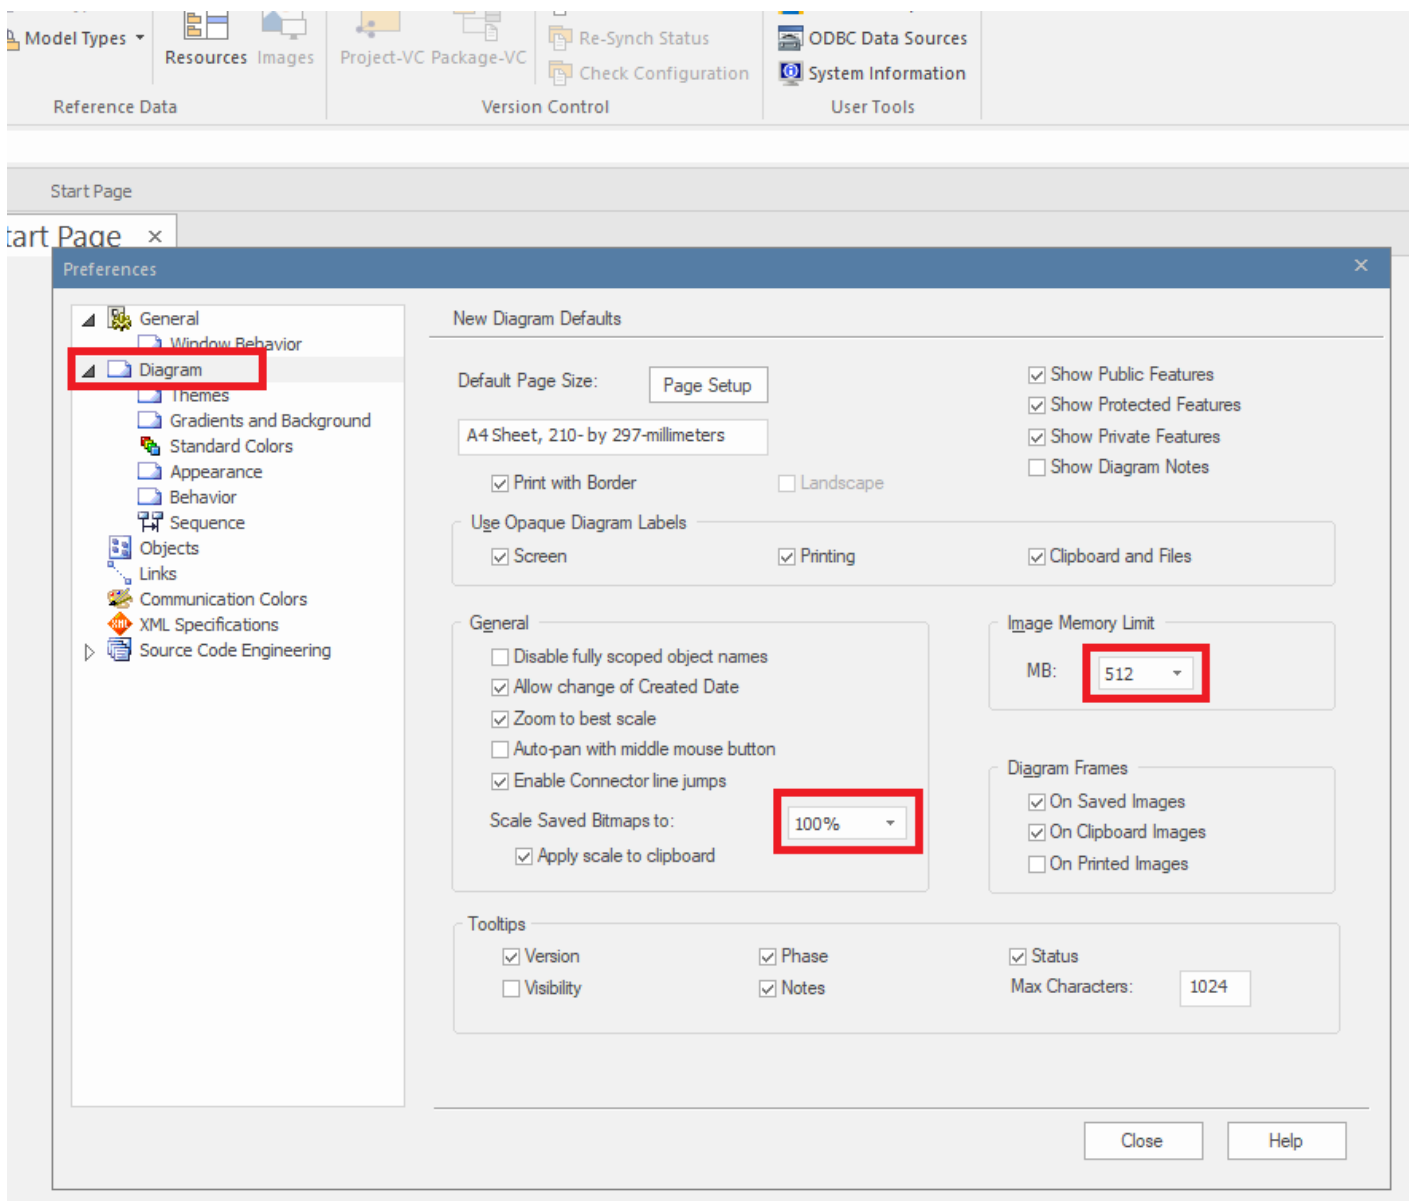 Model Types
Resources
Images
Project-VC
Package-VC
Re-Synch Status
Check Configuration
ODBC Data Sources
System Information
Reference Data
Version Control
User Tools
Start Page
tart Page ×
Preferences
General
Window Behavior
Diagram
Themes
Gradients and Background
Standard Colors
Appearance
Behavior
Sequence
Objects
Links
Communication Colors
XML Specifications
Source Code Engineering
New Diagram Defaults
Default Page Size:
Page Setup
A4 Sheet, 210- by 297-millimeters
Print with Border
Landscape
Show Public Features
Show Protected Features
Show Private Features
Show Diagram Notes
Use Opaque Diagram Labels
Screen
Printing
Clipboard and Files
General
Disable fully scoped object names
Allow change of Created Date
Zoom to best scale
Auto-pan with middle mouse button
Enable Connector line jumps
Scale Saved Bitmaps to:
100%
Apply scale to clipboard
Image Memory Limit
MB:
512
Diagram Frames
On Saved Images
On Clipboard Images
On Printed Images
Tooltips
Version
Phase
Status
Visibility
Notes
Max Characters:
1024
Close
Help